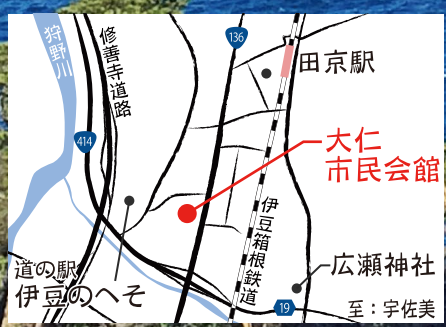 狩野川
修善寺道路
136
田京駅
414
大仁
市民会館
伊豆箱根鉄道
道の駅
伊豆のへそ
広瀬神社
19
至:宇佐美